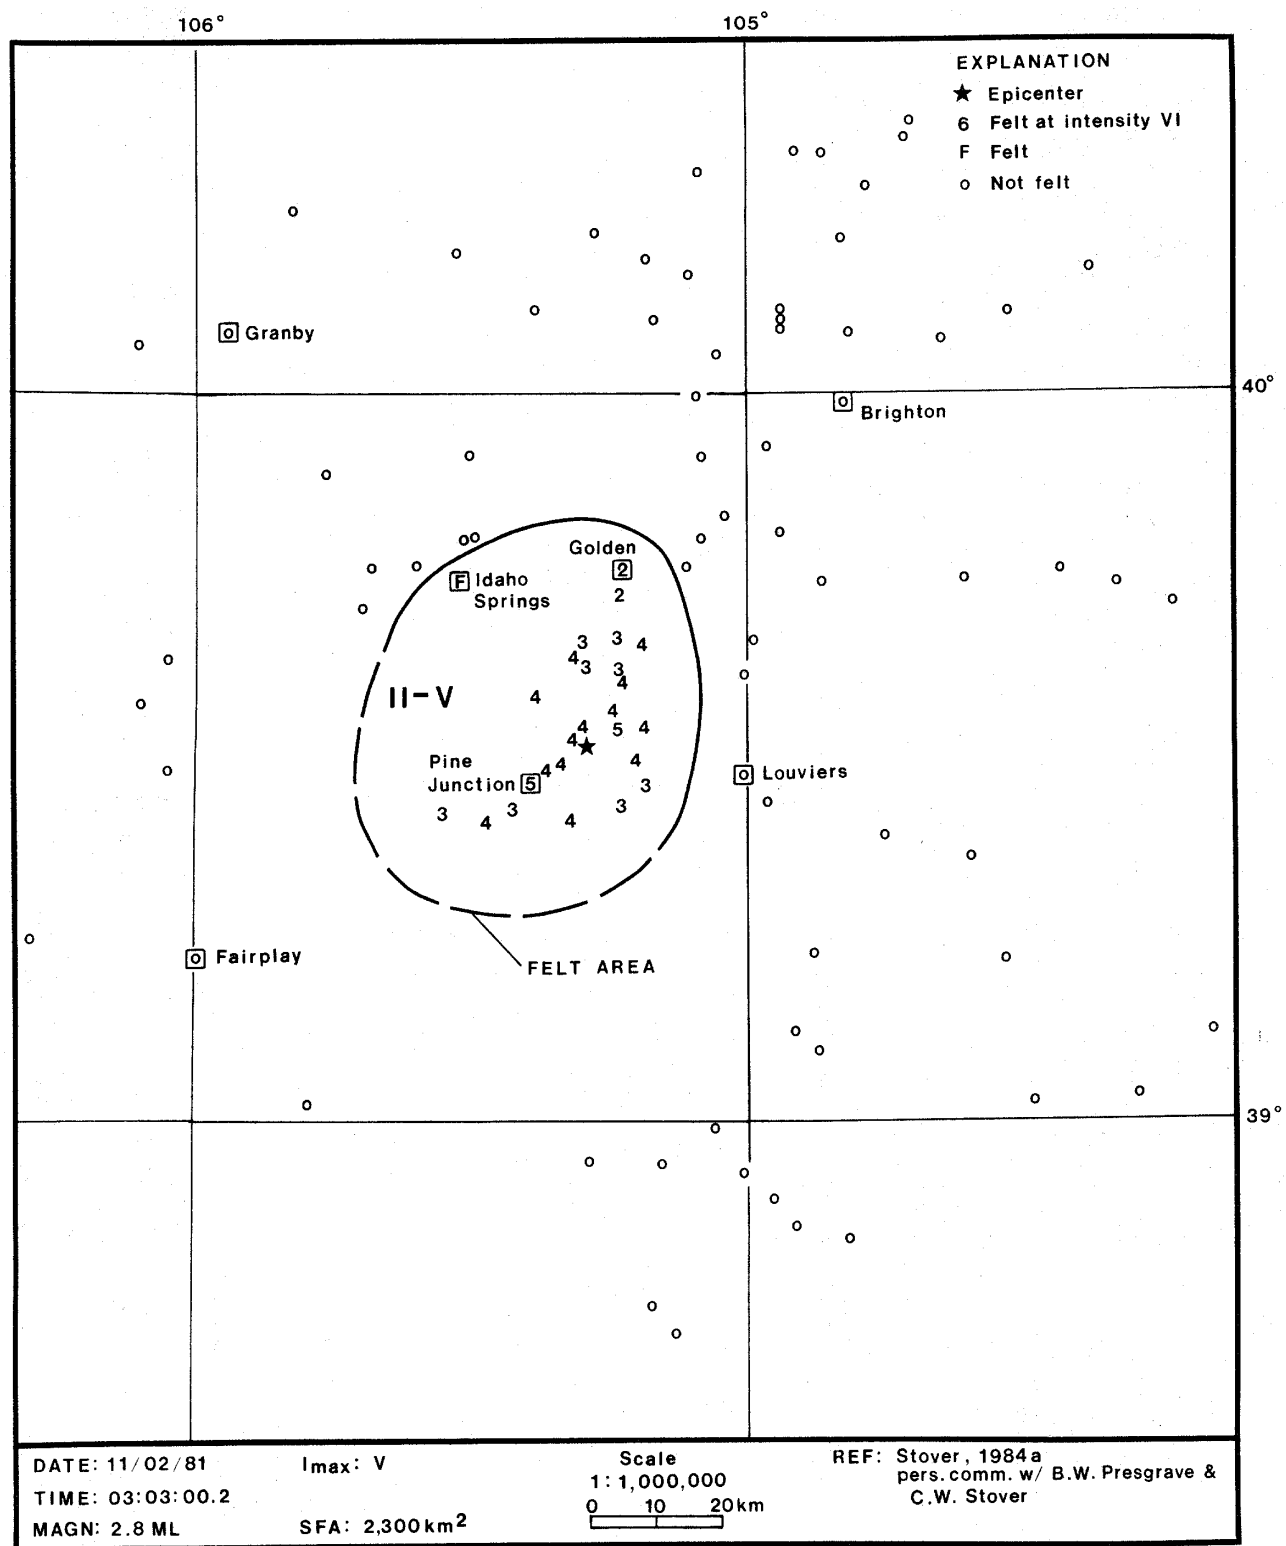 106°
105°
EXPLANATION
★ Epicenter
6 Felt at intensity VI
F Felt
o Not felt
o Granby
40°
o Brighton
Golden
2
F Idaho
Springs
2
3 3 4
4 3 3
4
II-V
4
4
4 5 4
4
Pine
Junction 5 4 4 4
o Louviers
3
3 4 3 4 3
o Fairplay
FELT AREA
39°
DATE: 11/02/81
TIME: 03:03:00.2
MAGN: 2.8 ML
Imax: V
SFA: 2,300 km2
Scale
1:1,000,000
0 10 20km
REF: Stover, 1984a
pers. comm. w/ B.W. Presgrave &
C.W. Stover